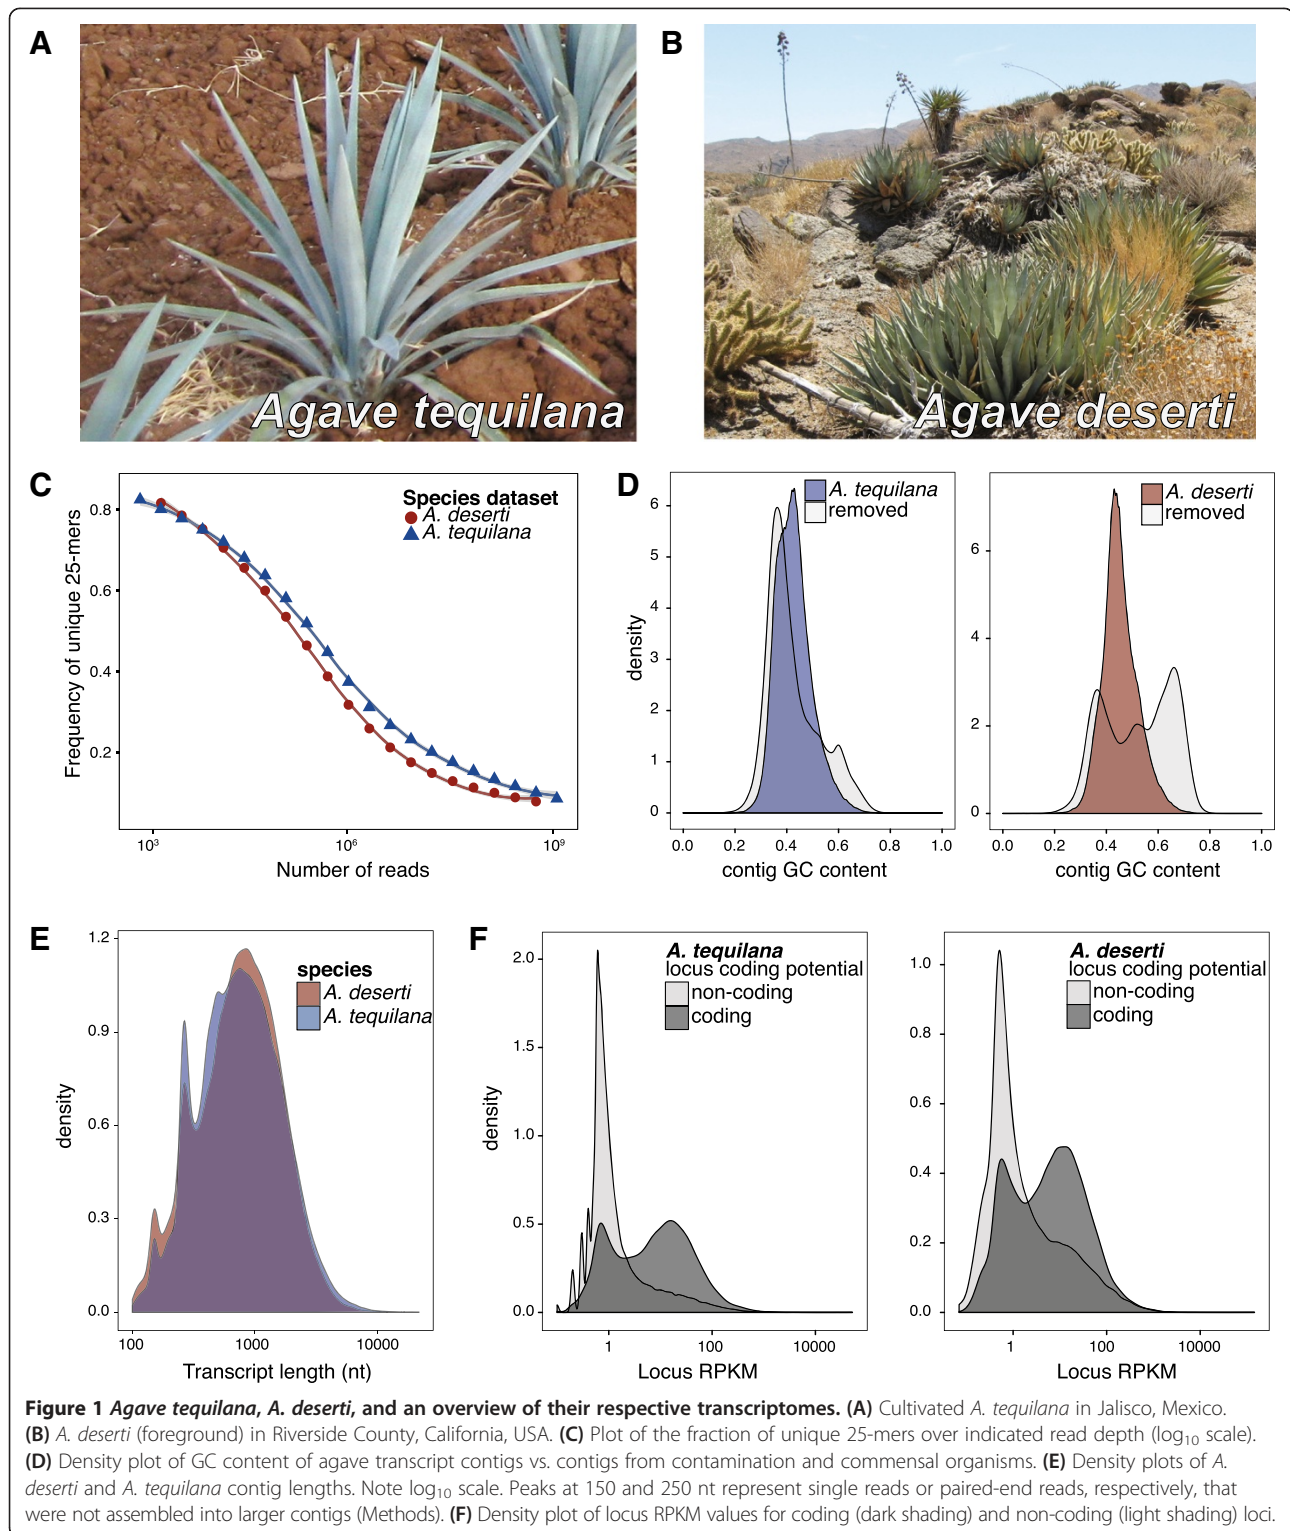 A
B
Agave tequilana
Agave deserti
C
Frequency of unique 25-mers
0.8
0.6
0.4
0.2
Species dataset
A. deserti
A. tequilana
10³
10⁶
10⁹
Number of reads
D
density
6
5
4
3
2
1
0
A. tequilana
removed
0.0 0.2 0.4 0.6 0.8 1.0
contig GC content
6
4
2
0
A. deserti
removed
0.0 0.2 0.4 0.6 0.8 1.0
contig GC content
E
density
1.2
0.9
0.6
0.3
0.0
species
A. deserti
A. tequilana
100 1000 10000
Transcript length (nt)
F
density
2.0
1.5
1.0
0.5
0.0
A. tequilana
locus coding potential
non-coding
coding
1 100 10000
Locus RPKM
1.0
0.8
0.6
0.4
0.2
0.0
A. deserti
locus coding potential
non-coding
coding
1 100 10000
Locus RPKM
Figure 1 Agave tequilana, A. deserti, and an overview of their respective transcriptomes. (A) Cultivated A. tequilana in Jalisco, Mexico.
(B) A. deserti (foreground) in Riverside County, California, USA. (C) Plot of the fraction of unique 25-mers over indicated read depth (log₁₀ scale).
(D) Density plot of GC content of agave transcript contigs vs. contigs from contamination and commensal organisms. (E) Density plots of A.
deserti and A. tequilana contig lengths. Note log₁₀ scale. Peaks at 150 and 250 nt represent single reads or paired-end reads, respectively, that
were not assembled into larger contigs (Methods). (F) Density plot of locus RPKM values for coding (dark shading) and non-coding (light shading) loci.